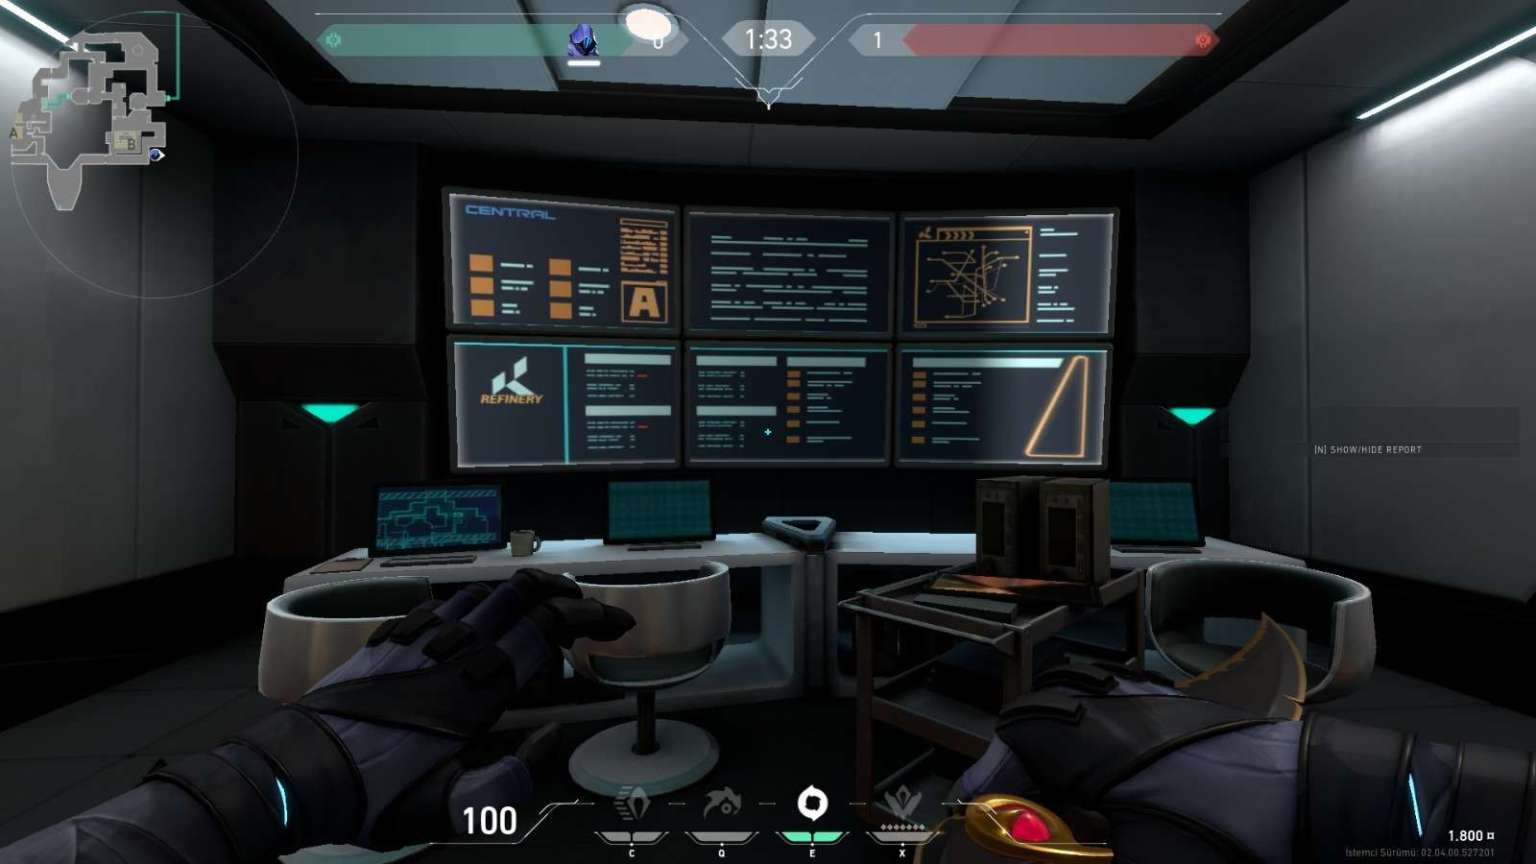 0
1:33
1
A
B
CENTRAL
A
REFINERY
[N] SHOW/HIDE REPORT
100
C
Q
E
X
1.800 ¤
İstemci Sürümü: 02.04.00.527201